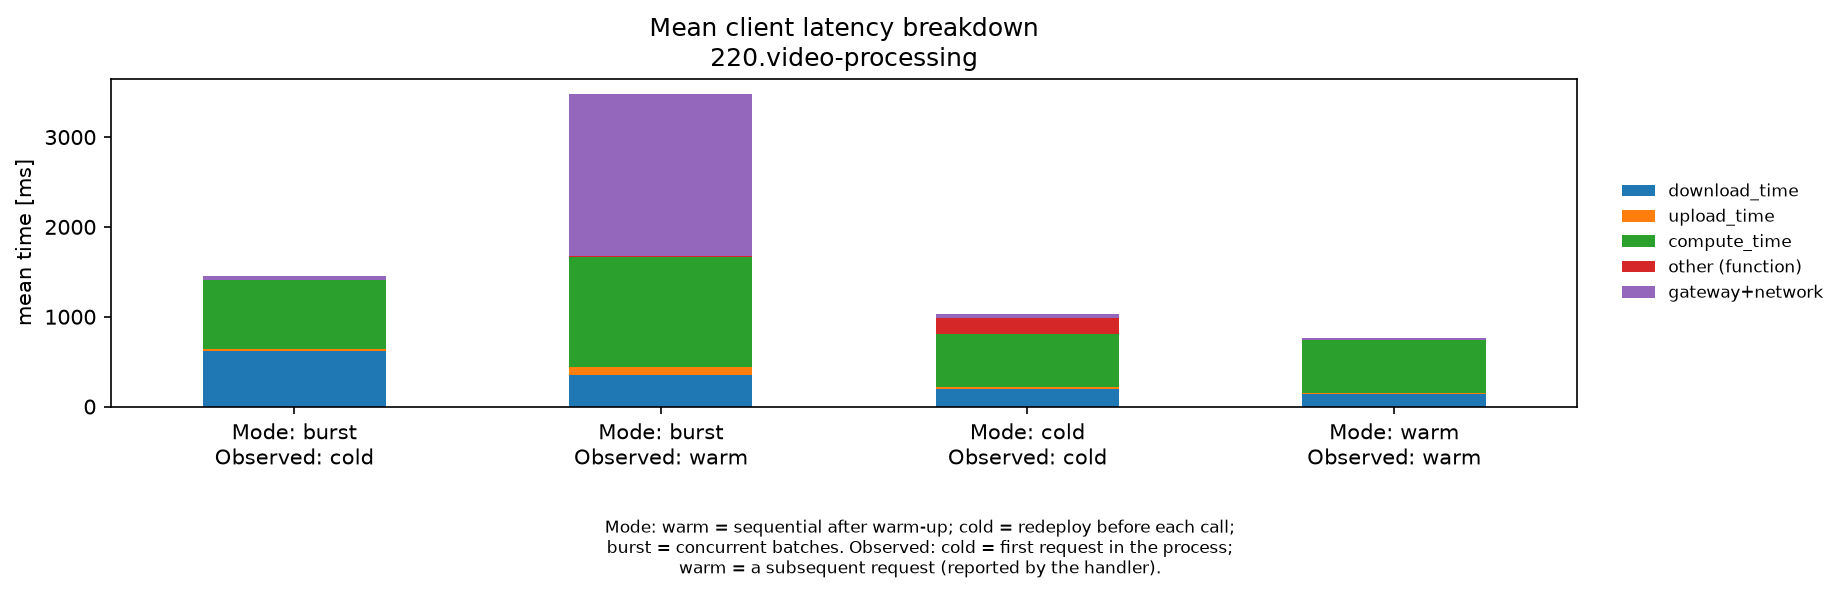 Mean client latency breakdown
220.video-processing
mean time [ms]
3000
2000
1000
0
Mode: burst
Observed: cold
Mode: burst
Observed: warm
Mode: cold
Observed: cold
Mode: warm
Observed: warm
download_time
upload_time
compute_time
other (function)
gateway+network
Mode: warm = sequential after warm-up; cold = redeploy before each call;
burst = concurrent batches. Observed: cold = first request in the process;
warm = a subsequent request (reported by the handler).